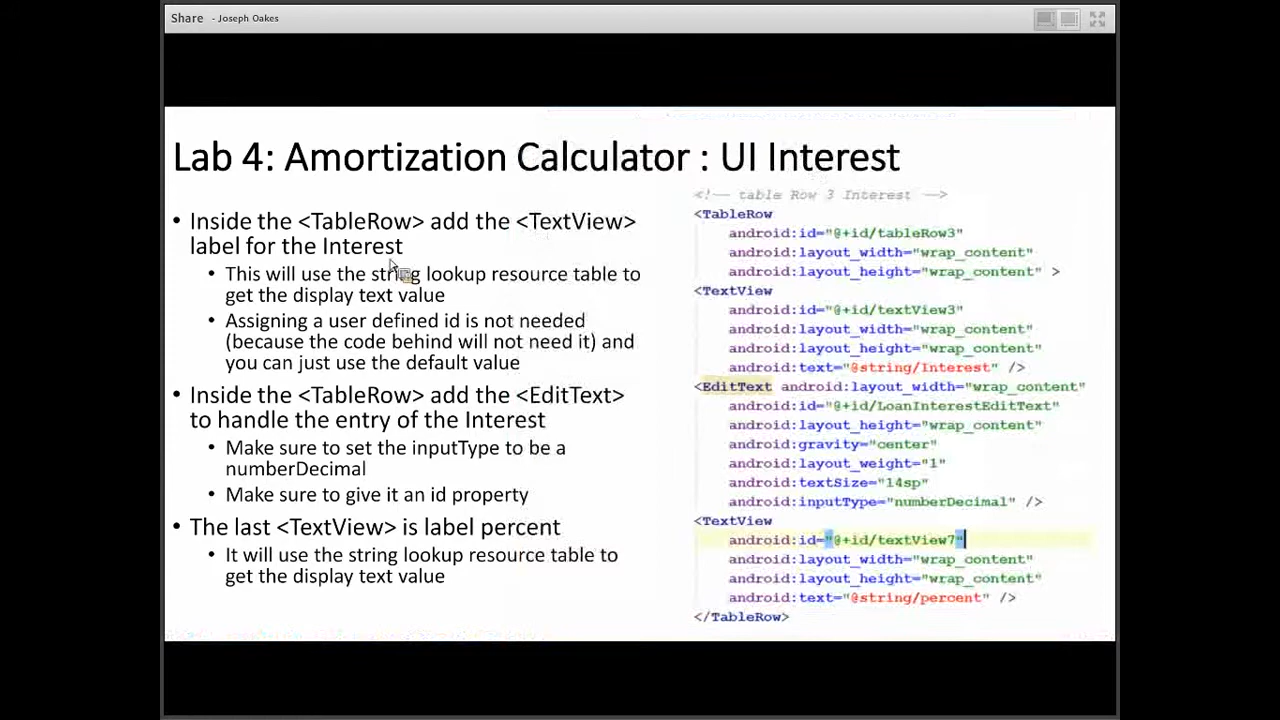 Share - Joseph Oakes
Lab 4: Amortization Calculator : UI Interest
• Inside the <TableRow> add the <TextView>
label for the Interest
• This will use the string lookup resource table to
get the display text value
• Assigning a user defined id is not needed
(because the code behind will not need it) and
you can just use the default value
• Inside the <TableRow> add the <EditText>
to handle the entry of the Interest
• Make sure to set the inputType to be a
numberDecimal
• Make sure to give it an id property
• The last <TextView> is label percent
• It will use the string lookup resource table to
get the display text value
<!-- table Row 3 Interest -->
<TableRow
android:id="@+id/tableRow3"
android:layout_width="wrap_content"
android:layout_height="wrap_content" >
<TextView
android:id="@+id/textView3"
android:layout_width="wrap_content"
android:layout_height="wrap_content"
android:text="@string/Interest" />
<EditText android:layout_width="wrap_content"
android:id="@+id/LoanInterestEditText"
android:layout_height="wrap_content"
android:gravity="center"
android:layout_weight="1"
android:textSize="14sp"
android:inputType="numberDecimal" />
<TextView
android:id="@+id/textView7"
android:layout_width="wrap_content"
android:layout_height="wrap_content"
android:text="@string/percent" />
</TableRow>